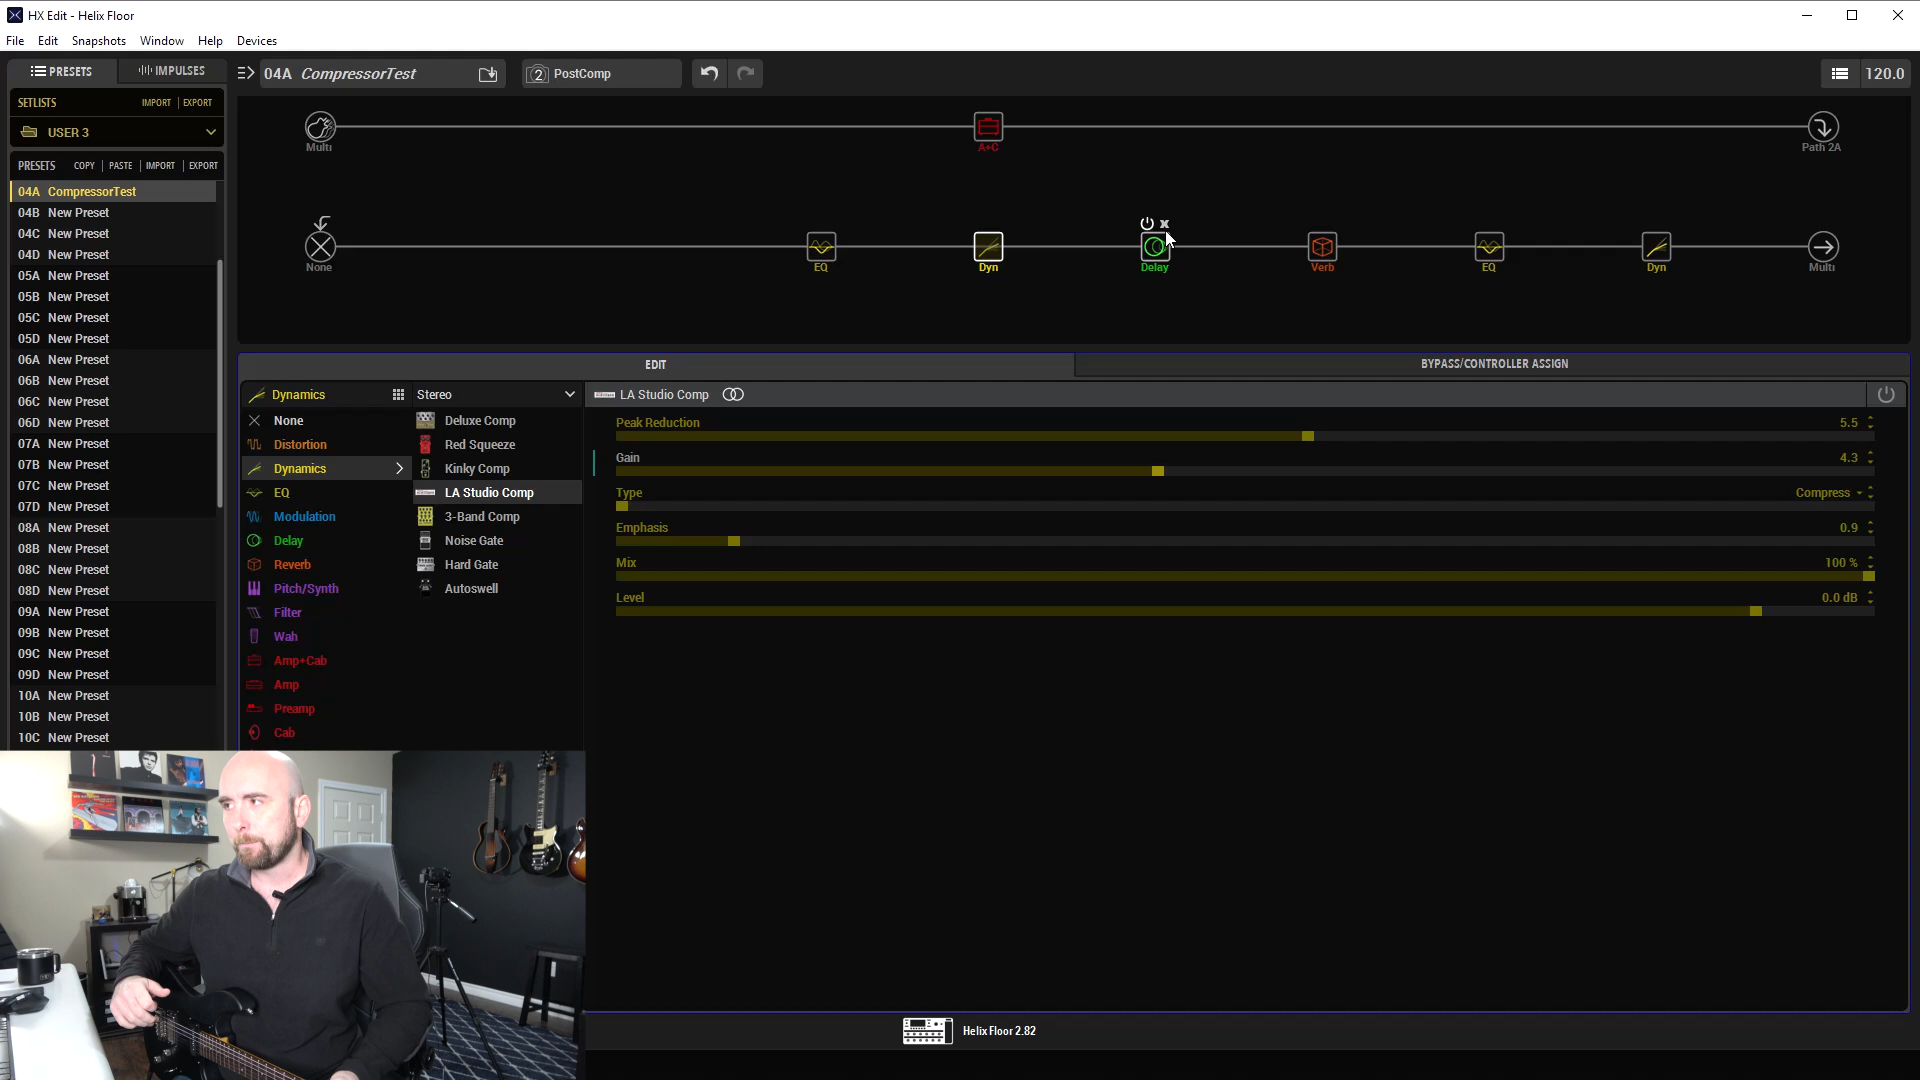 HX Edit - Helix Floor
File Edit Snapshots Window Help Devices
PRESETS IMPULSES
04A CompressorTest
2 PostComp
120.0
SETLISTS IMPORT | EXPORT
USER 3
PRESETS COPY | PASTE | IMPORT | EXPORT
04A CompressorTest
04B New Preset
04C New Preset
04D New Preset
05A New Preset
05B New Preset
05C New Preset
05D New Preset
06A New Preset
06B New Preset
06C New Preset
06D New Preset
07A New Preset
07B New Preset
07C New Preset
07D New Preset
08A New Preset
08B New Preset
08C New Preset
08D New Preset
09A New Preset
09B New Preset
09C New Preset
09D New Preset
10A New Preset
10B New Preset
10C New Preset
Multi A+C Path 2A
None EQ Dyn Delay Verb EQ Dyn Multi
EDIT BYPASS/CONTROLLER ASSIGN
Dynamics Stereo
None
Distortion
Dynamics
EQ
Modulation
Delay
Reverb
Pitch/Synth
Filter
Wah
Amp+Cab
Amp
Preamp
Cab
Deluxe Comp
Red Squeeze
Kinky Comp
LA Studio Comp
3-Band Comp
Noise Gate
Hard Gate
Autoswell
LA Studio Comp
Peak Reduction 5.5
Gain 4.3
Type Compress
Emphasis 0.9
Mix 100 %
Level 0.0 dB
Helix Floor 2.82